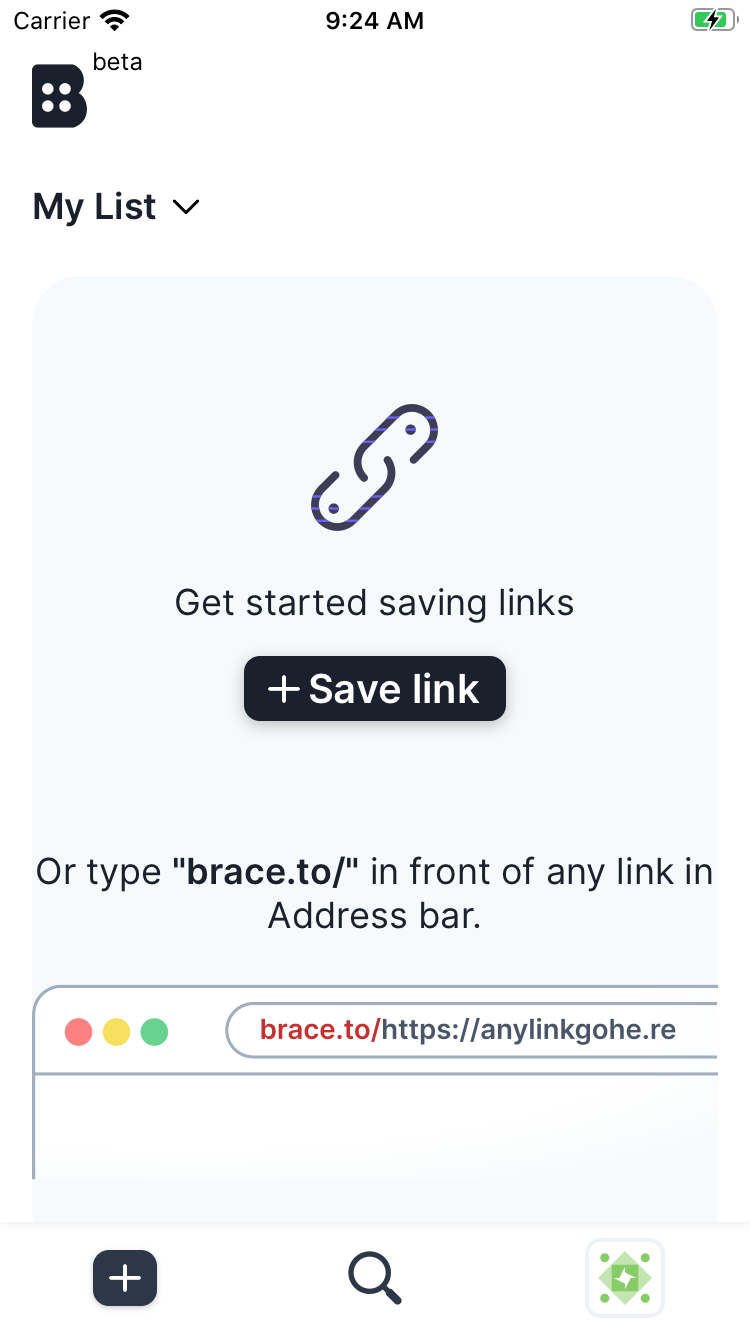 Carrier 9:24 AM
beta
My List
Get started saving links
+ Save link
Or type "brace.to/" in front of any link in
Address bar.
brace.to/https://anylinkgohe.re